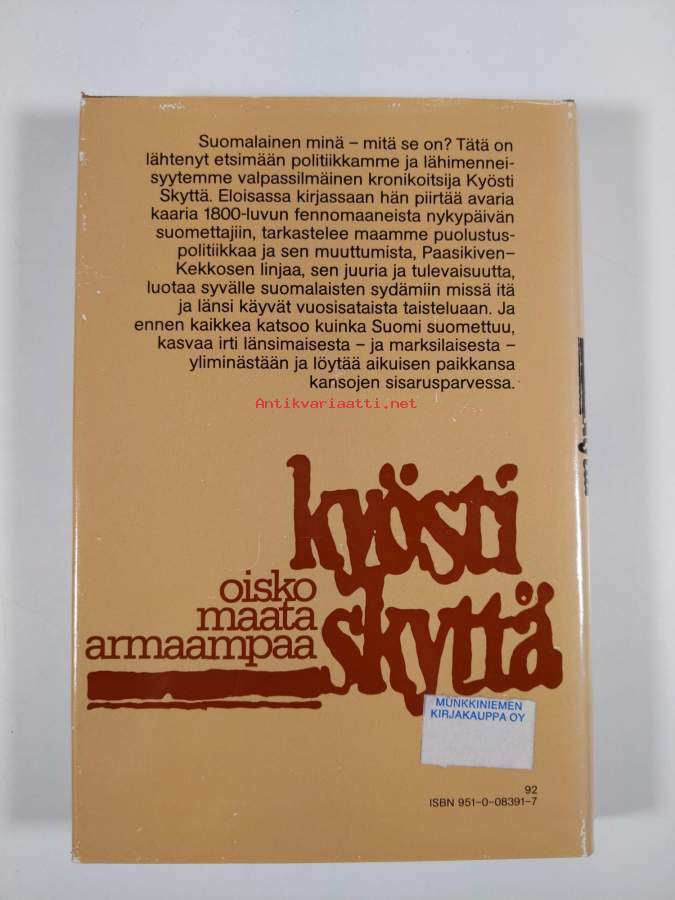 Suomalainen minä – mitä se on? Tätä on
lähtenyt etsimään politiikkamme ja lähimennei-
syytemme valpassilmäinen kronikoitsija Kyösti
Skyttä. Eloisassa kirjassaan hän piirtää avaria
kaaria 1800-luvun fennomaaneista nykypäivän
suomettajiin, tarkastelee maamme puolustus-
politiikkaa ja sen muuttumista, Paasikiven–
Kekkosen linjaa, sen juuria ja tulevaisuutta,
luotaa syvälle suomalaisten sydämiin missä itä
ja länsi käyvät vuosisataista taisteluaan. Ja
ennen kaikkea katsoo kuinka Suomi suomettuu,
kasvaa irti länsimaisesta – ja marksilaisesta –
yliminästään ja löytää aikuisen paikkansa
kansojen sisarusparvessa.
Antikvariaatti.net
kyösti
skyttä
oisko
maata
armaampaa
MUNKKINIEMEN
KIRJAKAUPPA OY
92
ISBN 951-0-08391-7